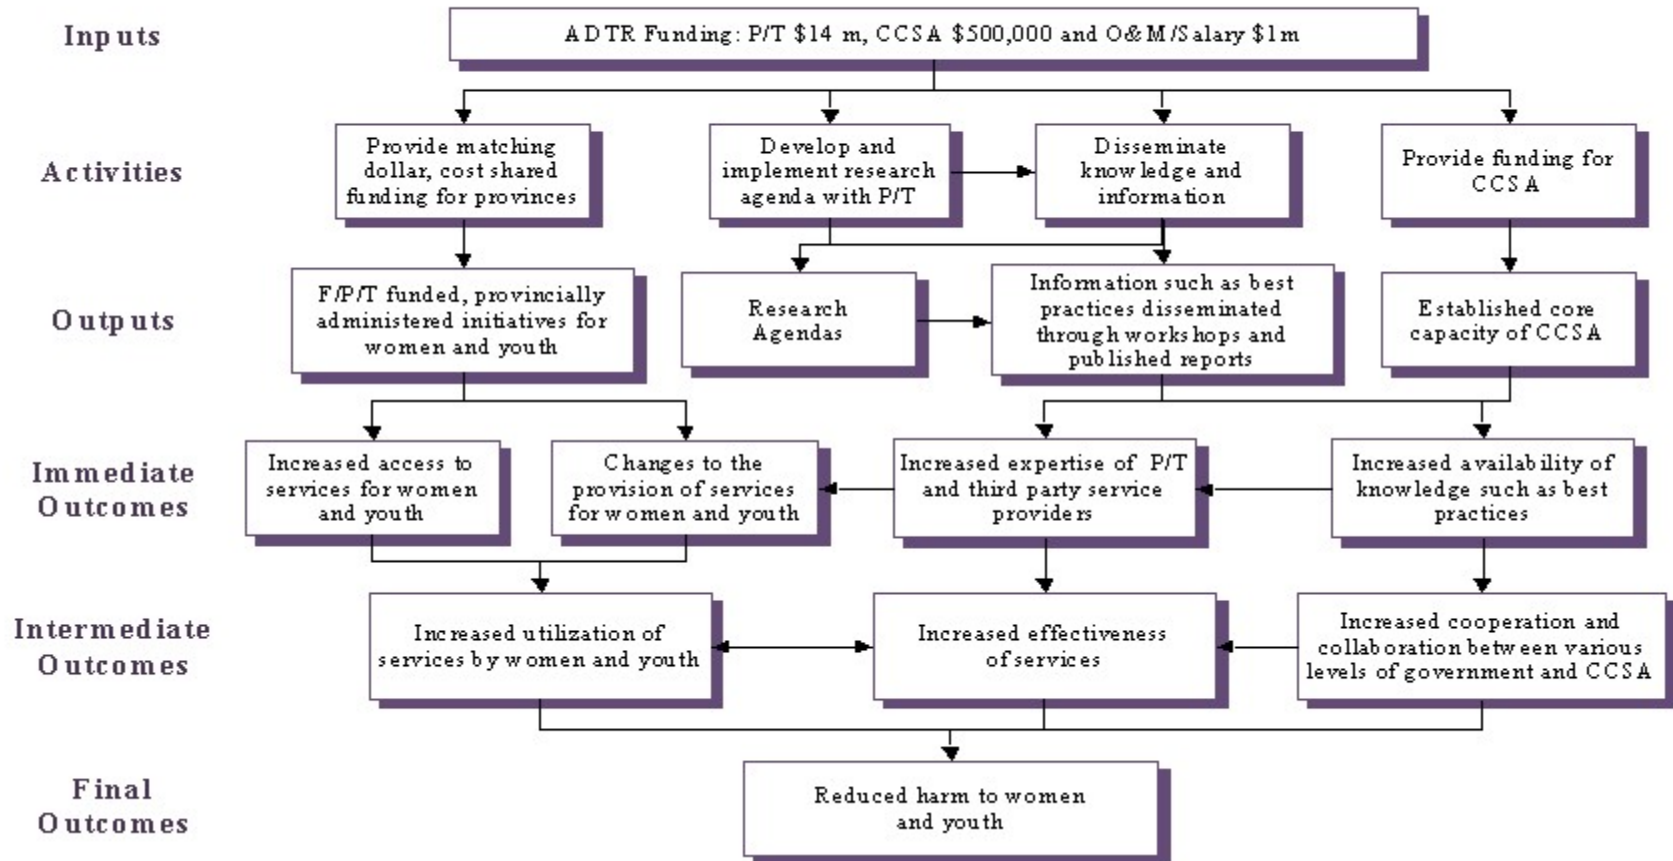 Inputs
ADTR Funding: P/T $14 m, CCSA $500,000 and O&M/Salary $1m
Activities
Provide matching
dollar, cost shared
funding for provinces
Develop and
implement research
agenda with P/T
Disseminate
knowledge and
information
Provide funding for
CCSA
Outputs
F/P/T funded, provincially
administered initiatives for
women and youth
Research
Agendas
Information such as best
practices disseminated
through workshops and
published reports
Established core
capacity of CCSA
Immediate
Outcomes
Increased access to
services for women
and youth
Changes to the
provision of services
for women and youth
Increased expertise of P/T
and third party service
providers
Increased availability of
knowledge such as best
practices
Intermediate
Outcomes
Increased utilization of
services by women and youth
Increased effectiveness
of services
Increased cooperation and
collaboration between various
levels of government and CCSA
Final
Outcomes
Reduced harm to women
and youth